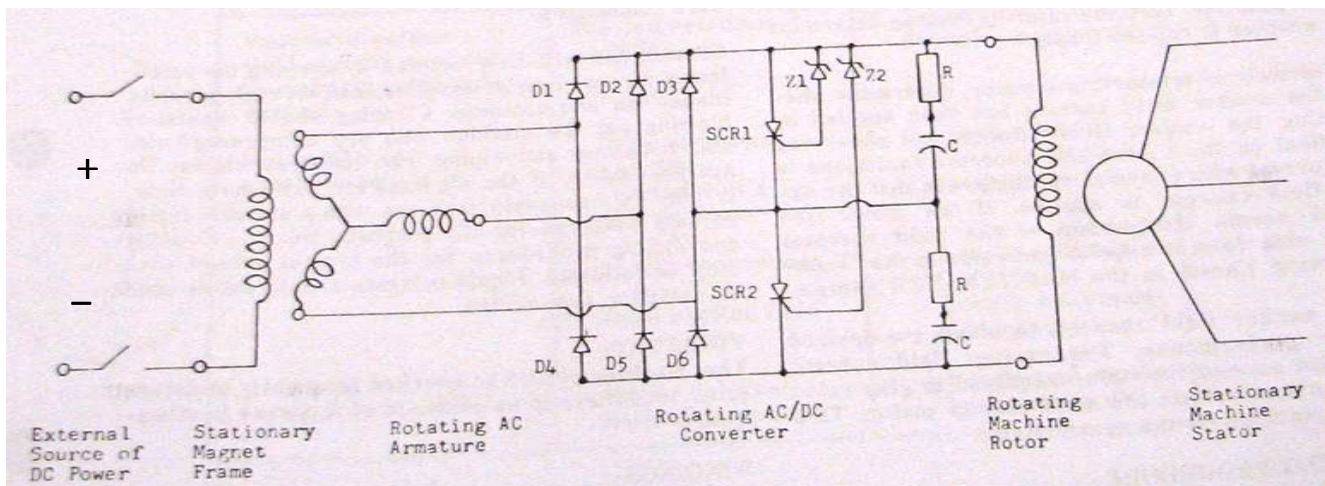 D1
D2
D3
Z1
Z2
R
SCR1
C
+
−
SCR2
R
C
D4
D5
D6
External
Source of
DC Power
Stationary
Magnet
Frame
Rotating AC
Armature
Rotating AC/DC
Converter
Rotating
Machine
Rotor
Stationary
Machine
Stator